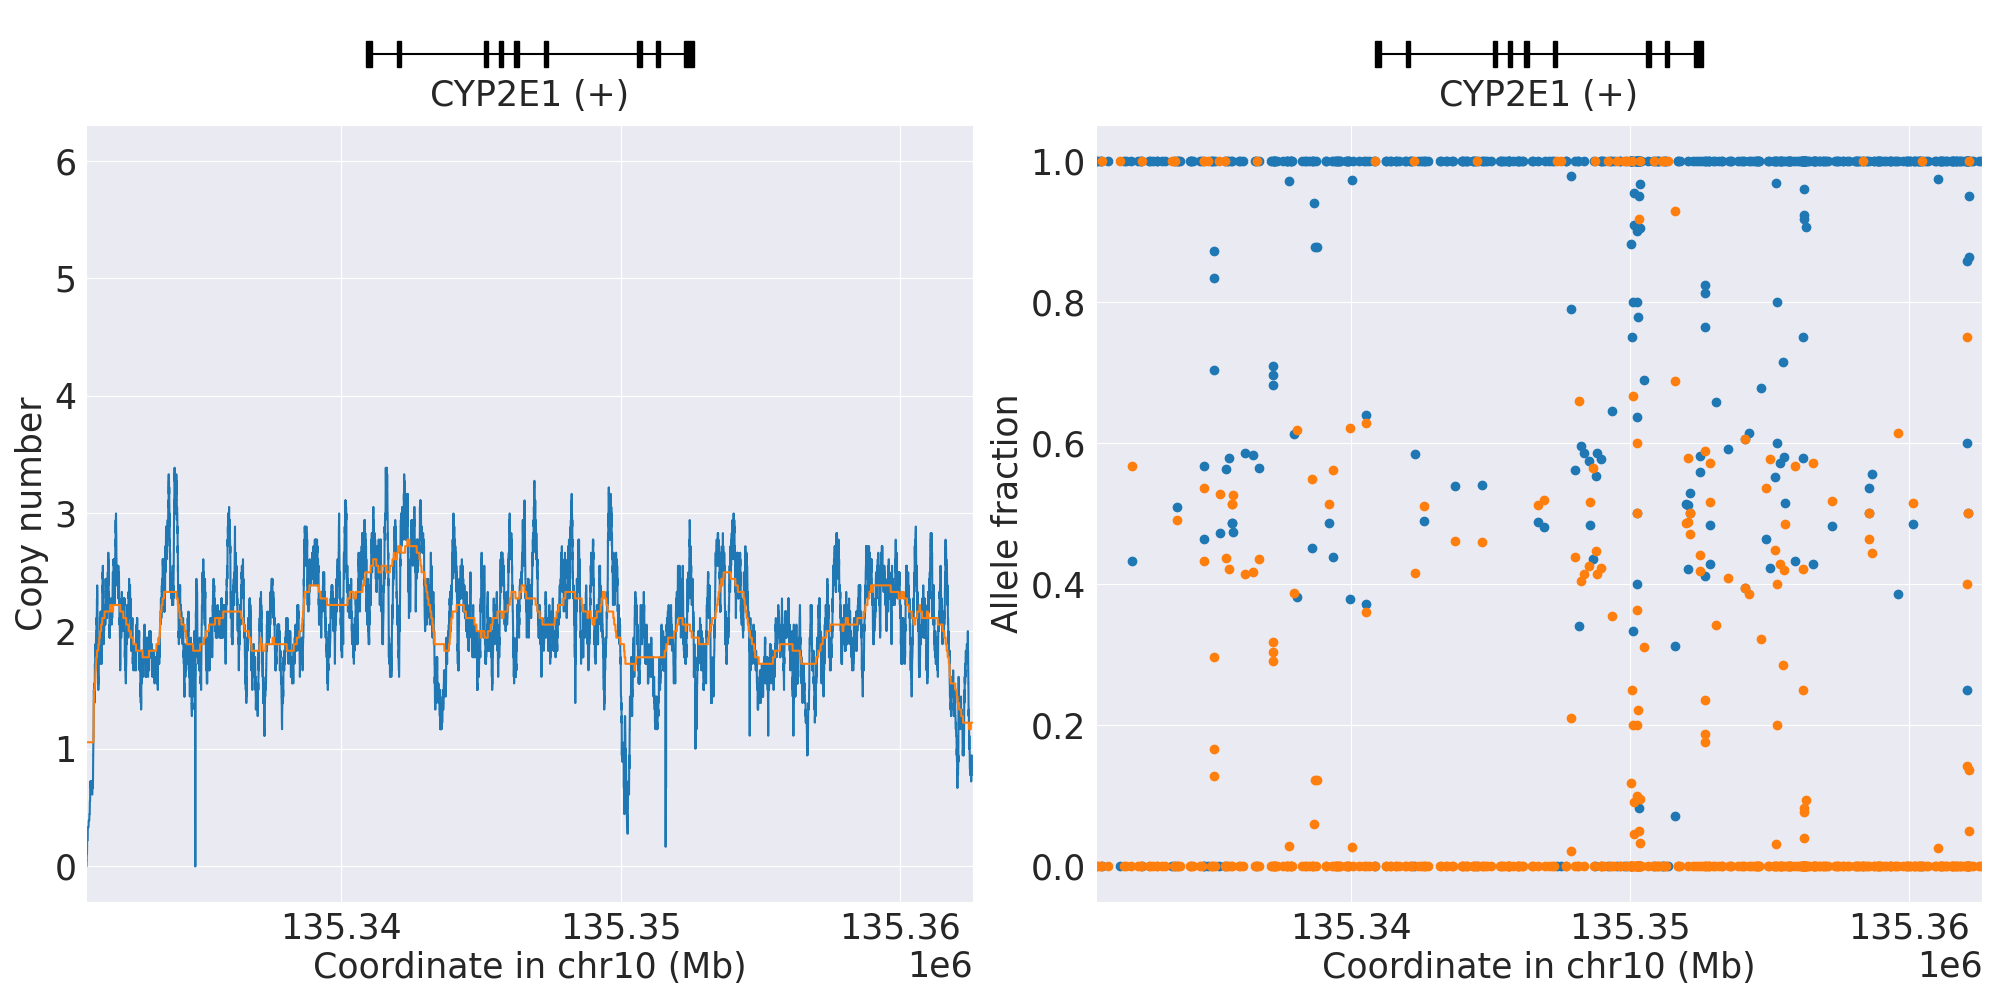 CYP2E1 (+)
6
5
4
3
2
1
0
Copy number
135.34 135.35 135.36
Coordinate in chr10 (Mb)
1e6
CYP2E1 (+)
1.0
0.8
0.6
0.4
0.2
0.0
Allele fraction
135.34 135.35 135.36
Coordinate in chr10 (Mb)
1e6